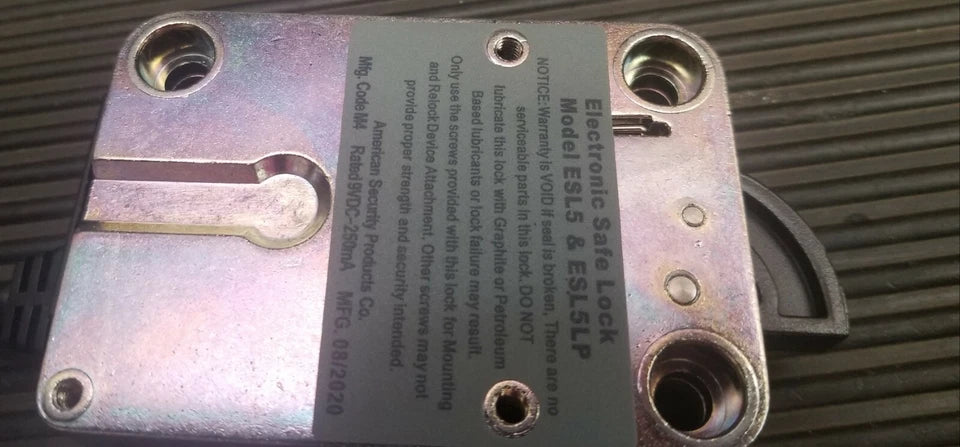 Electronic Safe Lock
Model ESL5 & ESL5LP
NOTICE:Warranty is VOID if seal is broken, There are no
serviceable parts in this lock. DO NOT
lubricate this lock with Graphite or Petroleum
Based lubricants or lock failure may result.
Only use the screws provided with this lock for Mounting
and Relock Device Attachment. Other screws may not
provide proper strength and security intended.
American Security Products Co.
Mfg. Code M4 Rated 9VDC-250mA MFG. 08/2020